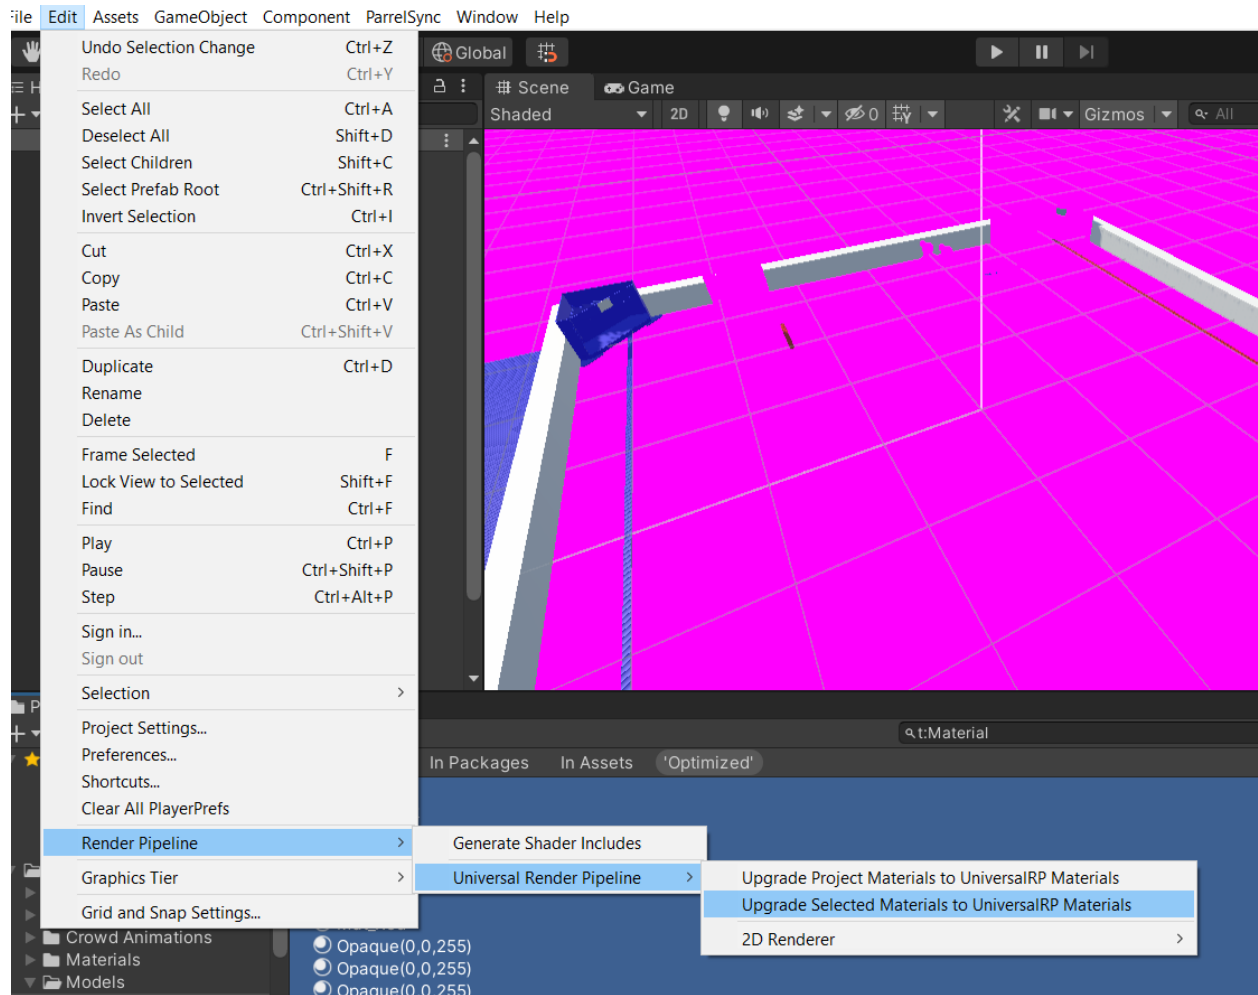 File Edit Assets GameObject Component ParrelSync Window Help
Undo Selection Change Ctrl+Z
Redo Ctrl+Y
Select All Ctrl+A
Deselect All Shift+D
Select Children Shift+C
Select Prefab Root Ctrl+Shift+R
Invert Selection Ctrl+I
Cut Ctrl+X
Copy Ctrl+C
Paste Ctrl+V
Paste As Child Ctrl+Shift+V
Duplicate Ctrl+D
Rename
Delete
Frame Selected F
Lock View to Selected Shift+F
Find Ctrl+F
Play Ctrl+P
Pause Ctrl+Shift+P
Step Ctrl+Alt+P
Sign in...
Sign out
Selection
Project Settings...
Preferences...
Shortcuts...
Clear All PlayerPrefs
Render Pipeline
Graphics Tier
Grid and Snap Settings...
Generate Shader Includes
Universal Render Pipeline
Upgrade Project Materials to UniversalRP Materials
Upgrade Selected Materials to UniversalRP Materials
2D Renderer
Global
H
Scene Game
Shaded 2D 0 Gizmos All
P
t:Material
In Packages In Assets 'Optimized'
Crowd Animations
Materials
Models
Opaque(0,0,255)
Opaque(0,0,255)
Opaque(0,0,255)